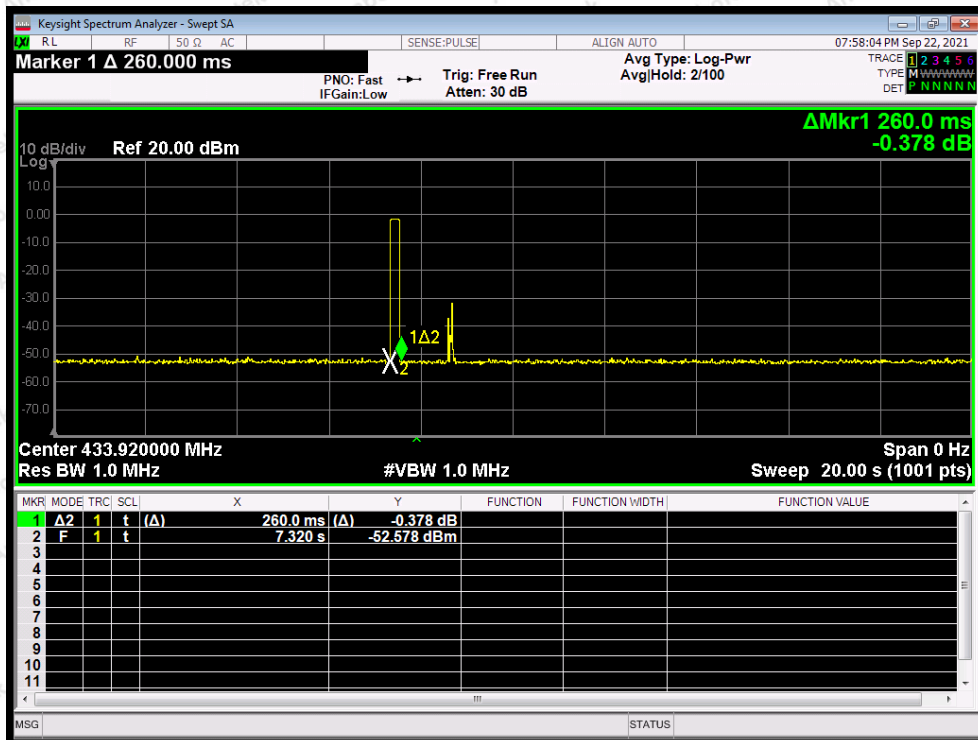 Keysight Spectrum Analyzer - Swept SA
LXI RL RF 50 Ω AC SENSE:PULSE ALIGN AUTO 07:58:04 PM Sep 22, 2021
Marker 1 Δ 260.000 ms
PNO: Fast Trig: Free Run Avg Type: Log-Pwr TRACE 1 2 3 4 5 6
IFGain:Low Atten: 30 dB Avg|Hold: 2/100 TYPE M WWWWW
DET P N N N N N
ΔMkr1 260.0 ms
10 dB/div Ref 20.00 dBm -0.378 dB
Log
10.0
0.00
-10.0
-20.0
-30.0
-40.0
1Δ2
-50.0
2
-60.0
-70.0
Center 433.920000 MHz Span 0 Hz
Res BW 1.0 MHz #VBW 1.0 MHz Sweep 20.00 s (1001 pts)
MKR MODE TRC SCL X Y FUNCTION FUNCTION WIDTH FUNCTION VALUE
1 Δ2 1 t (Δ) 260.0 ms (Δ) -0.378 dB
2 F 1 t 7.320 s -52.578 dBm
3
4
5
6
7
8
9
10
11
MSG STATUS